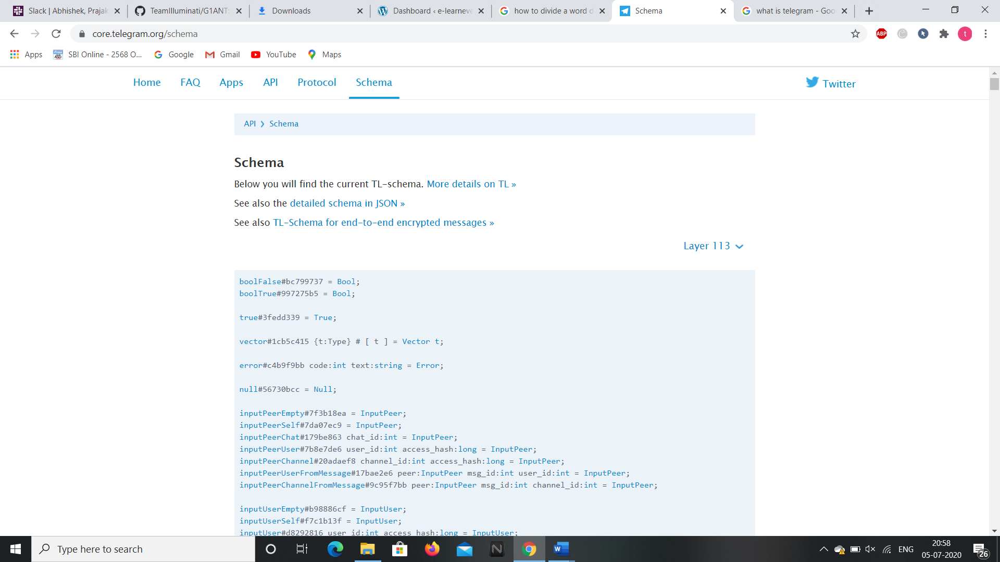 Slack | Abhishek, Prajak
TeamIlluminati/G1ANT:
Downloads
Dashboard ‹ e-learneve
how to divide a word d
Schema
what is telegram - Goo
core.telegram.org/schema
ABP
t
Apps
SBI Online - 2568 O...
Google
Gmail
YouTube
Maps
Home
FAQ
Apps
API
Protocol
Schema
Twitter
API
Schema
Schema
Below you will find the current TL-schema. More details on TL »
See also the detailed schema in JSON »
See also TL-Schema for end-to-end encrypted messages »
Layer 113
boolFalse#bc799737 = Bool;
boolTrue#997275b5 = Bool;
true#3fedd339 = True;
vector#1cb5c415 {t:Type} # [ t ] = Vector t;
error#c4b9f9bb code:int text:string = Error;
null#56730bcc = Null;
inputPeerEmpty#7f3b18ea = InputPeer;
inputPeerSelf#7da07ec9 = InputPeer;
inputPeerChat#179be863 chat_id:int = InputPeer;
inputPeerUser#7b8e7de6 user_id:int access_hash:long = InputPeer;
inputPeerChannel#20adaef8 channel_id:int access_hash:long = InputPeer;
inputPeerUserFromMessage#17bae2e6 peer:InputPeer msg_id:int user_id:int = InputPeer;
inputPeerChannelFromMessage#9c95f7bb peer:InputPeer msg_id:int channel_id:int = InputPeer;
inputUserEmpty#b98886cf = InputUser;
inputUserSelf#f7c1b13f = InputUser;
inputUser#d8292816 user_id:int access_hash:long = InputUser;
Type here to search
ENG
20:58
05-07-2020
26